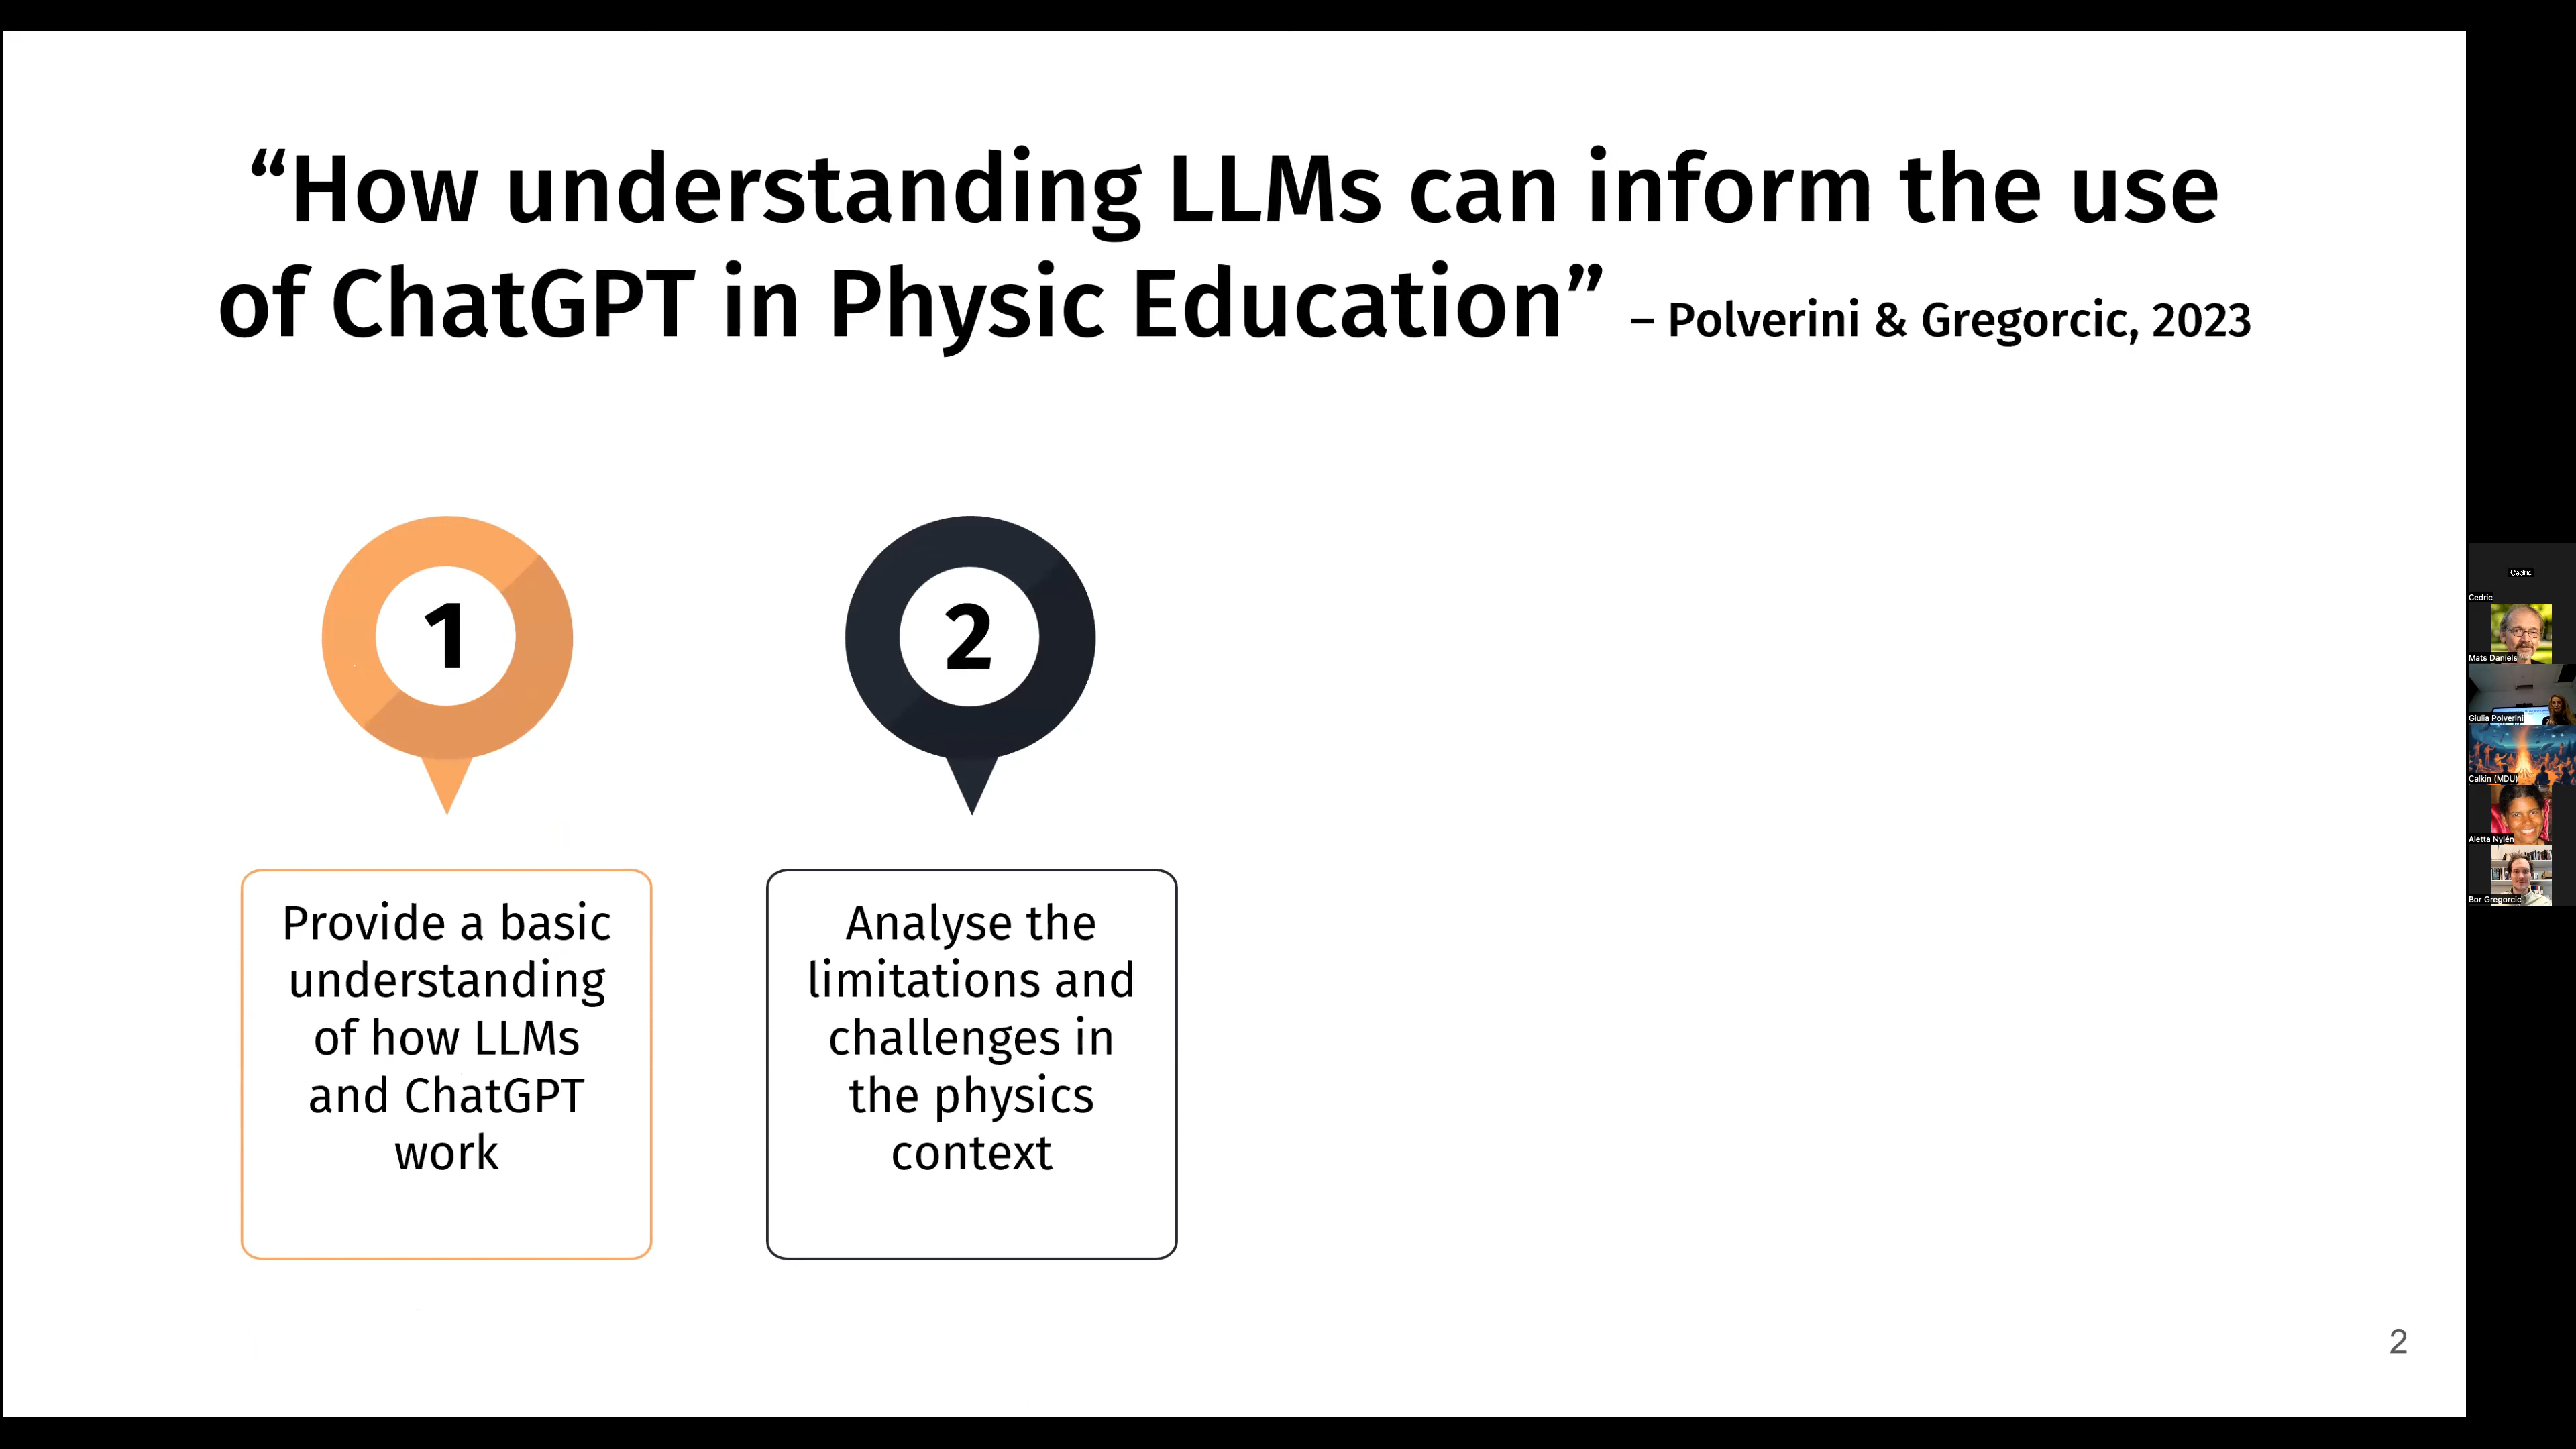 “How understanding LLMs can inform the use
of ChatGPT in Physic Education” – Polverini & Gregorcic, 2023
1
2
Provide a basic
understanding
of how LLMs
and ChatGPT
work
Analyse the
limitations and
challenges in
the physics
context
2
Cedric
Cedric
Mats Daniels
Giulia Polverini
Calkin (MDU)
Aletta Nylén
Bor Gregorcic